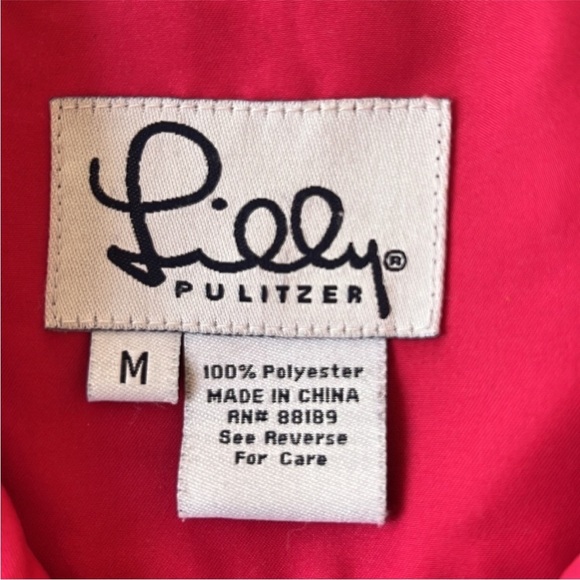 Lilly®
PULITZER
M
100% Polyester
MADE IN CHINA
RN# 88189
See Reverse
For Care